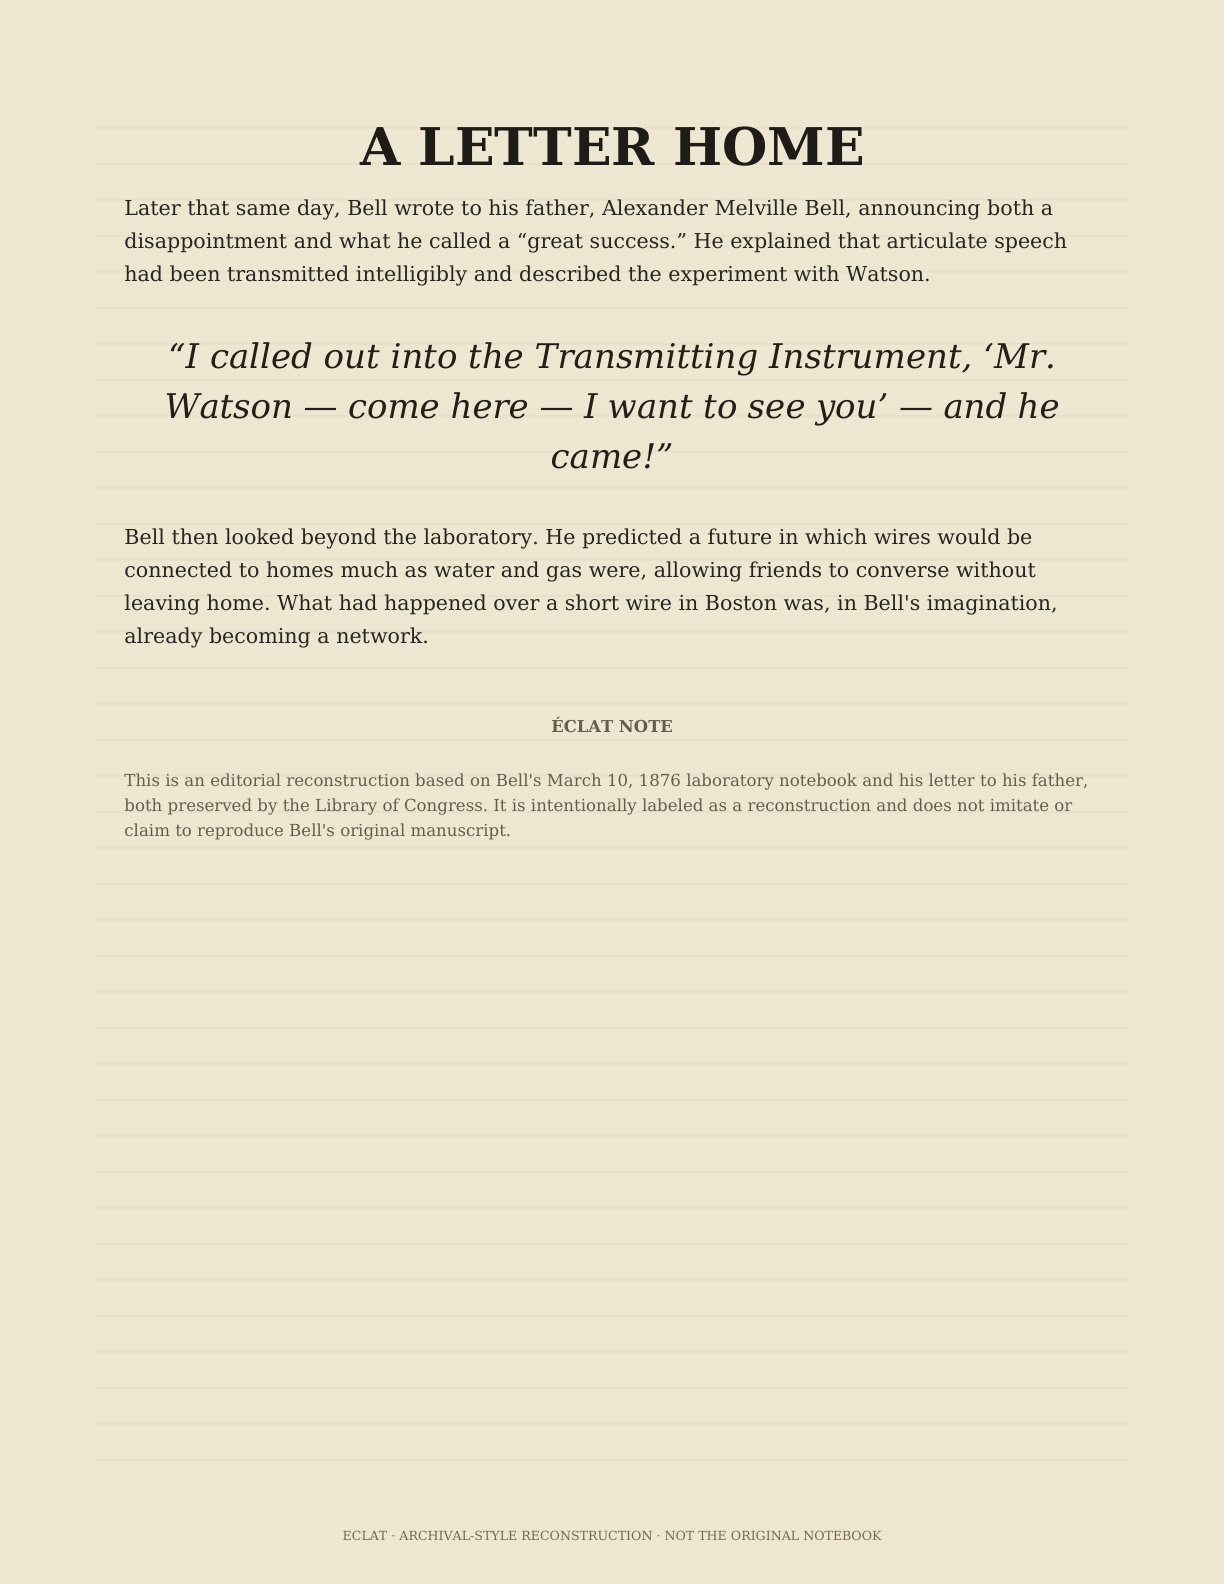 A LETTER HOME
Later that same day, Bell wrote to his father, Alexander Melville Bell, announcing both a
disappointment and what he called a “great success.” He explained that articulate speech
had been transmitted intelligibly and described the experiment with Watson.
“I called out into the Transmitting Instrument, ‘Mr.
Watson — come here — I want to see you’ — and he
came!”
Bell then looked beyond the laboratory. He predicted a future in which wires would be
connected to homes much as water and gas were, allowing friends to converse without
leaving home. What had happened over a short wire in Boston was, in Bell's imagination,
already becoming a network.
ÉCLAT NOTE
This is an editorial reconstruction based on Bell's March 10, 1876 laboratory notebook and his letter to his father,
both preserved by the Library of Congress. It is intentionally labeled as a reconstruction and does not imitate or
claim to reproduce Bell's original manuscript.
ECLAT · ARCHIVAL-STYLE RECONSTRUCTION · NOT THE ORIGINAL NOTEBOOK